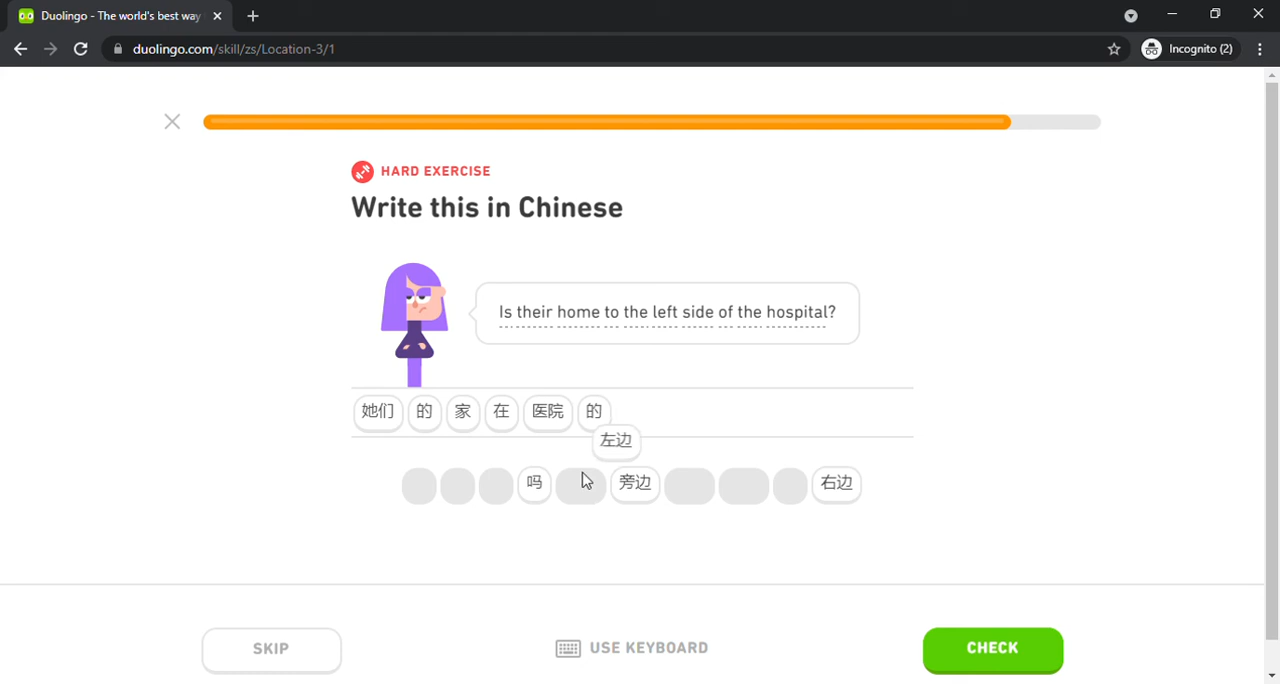 Duolingo - The world's best way
Incognito (2)
duolingo.com/skill/zs/Location-3/1
HARD EXERCISE
Write this in Chinese
Is their home to the left side of the hospital?
她们 的 家 在 医院 的
左边
吗 旁边 右边
SKIP
USE KEYBOARD
CHECK